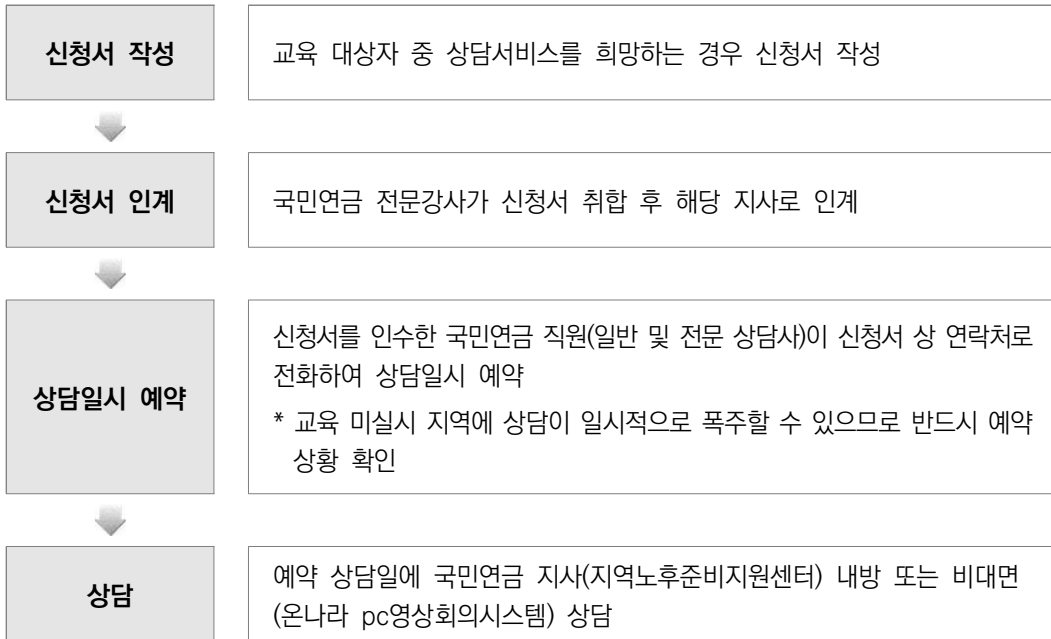 신청서 작성
교육 대상자 중 상담서비스를 희망하는 경우 신청서 작성
신청서 인계
국민연금 전문강사가 신청서 취합 후 해당 지사로 인계
상담일시 예약
신청서를 인수한 국민연금 직원(일반 및 전문 상담사)이 신청서 상 연락처로
전화하여 상담일시 예약
* 교육 미실시 지역에 상담이 일시적으로 폭주할 수 있으므로 반드시 예약
상황 확인
상담
예약 상담일에 국민연금 지사(지역노후준비지원센터) 내방 또는 비대면
(온나라 pc영상회의시스템) 상담